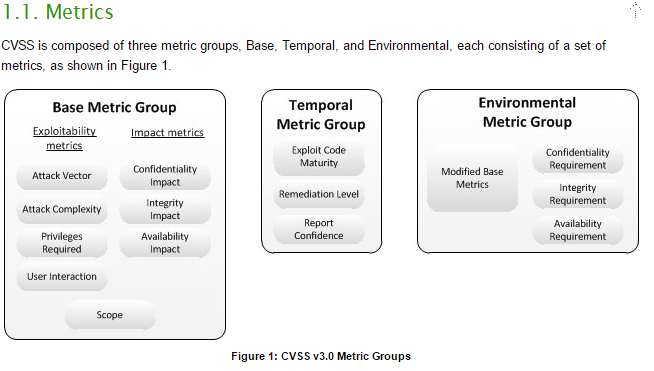 1.1. Metrics
CVSS is composed of three metric groups, Base, Temporal, and Environmental, each consisting of a set of
metrics, as shown in Figure 1.
Base Metric Group
Exploitability
metrics
Attack Vector
Attack Complexity
Privileges
Required
User Interaction
Impact metrics
Confidentiality
Impact
Integrity
Impact
Availability
Impact
Scope
Temporal
Metric Group
Exploit Code
Maturity
Remediation Level
Report
Confidence
Environmental
Metric Group
Modified Base
Metrics
Confidentiality
Requirement
Integrity
Requirement
Availability
Requirement
Figure 1: CVSS v3.0 Metric Groups